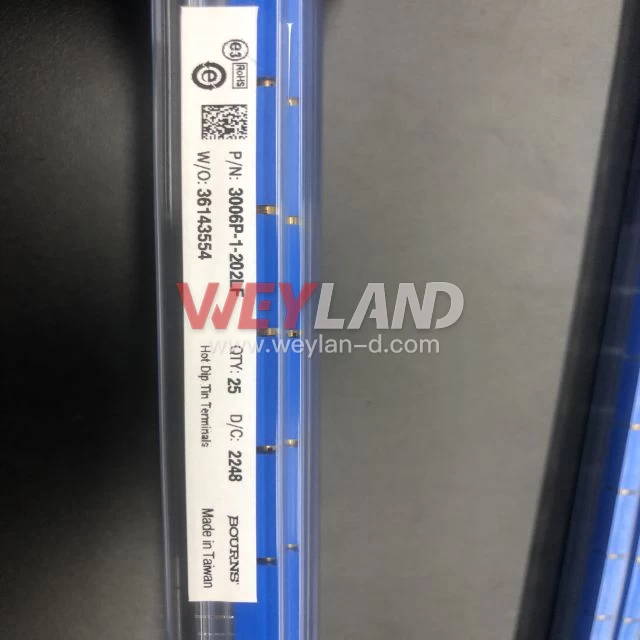 e3 RoHS
e
P/N: 3006P-1-202LF QTY: 25 D/C: 2248 BOURNS®
W/O: 36143554 Hot Dip Tin Terminals Made in Taiwan
WEYLAND
www.weylan-d.com